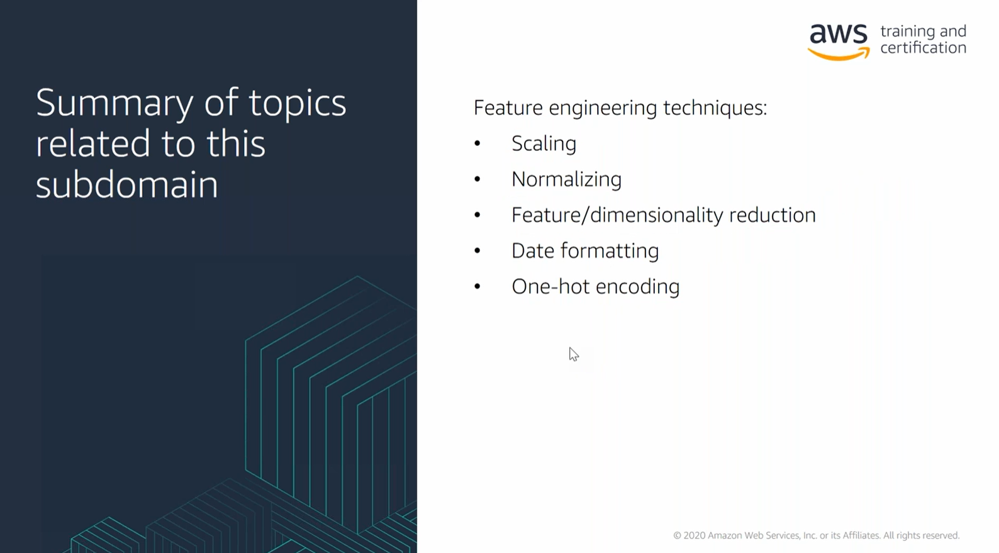 aws training and
certification
Summary of topics
related to this
subdomain
Feature engineering techniques:
• Scaling
• Normalizing
• Feature/dimensionality reduction
• Date formatting
• One-hot encoding
© 2020 Amazon Web Services, Inc. or its Affiliates. All rights reserved.